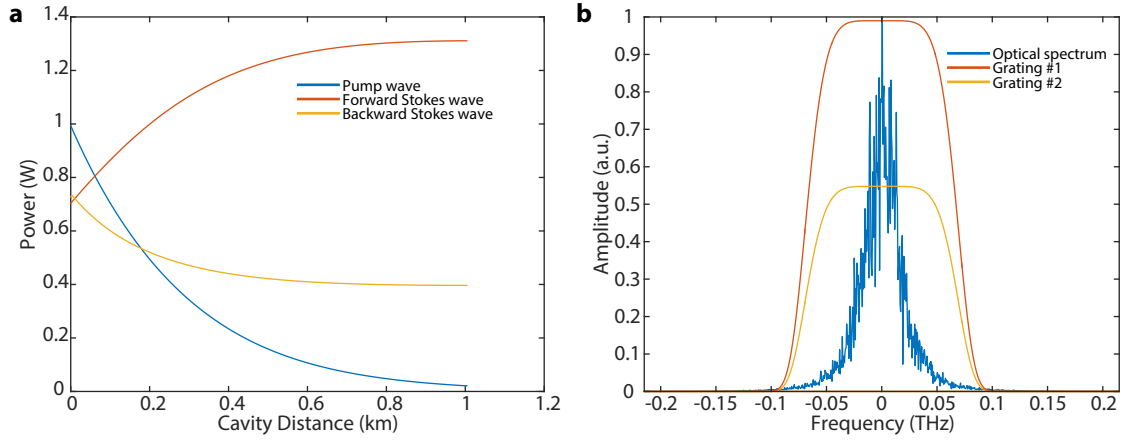 a
1.4
1.2
1
0.8
0.6
0.4
0.2
0
Power (W)
Pump wave
Forward Stokes wave
Backward Stokes wave
0 0.2 0.4 0.6 0.8 1 1.2
Cavity Distance (km)
b
1
0.9
0.8
0.7
0.6
0.5
0.4
0.3
0.2
0.1
0
Amplitude (a.u.)
Optical spectrum
Grating #1
Grating #2
-0.2 -0.15 -0.1 -0.05 0 0.05 0.1 0.15 0.2
Frequency (THz)